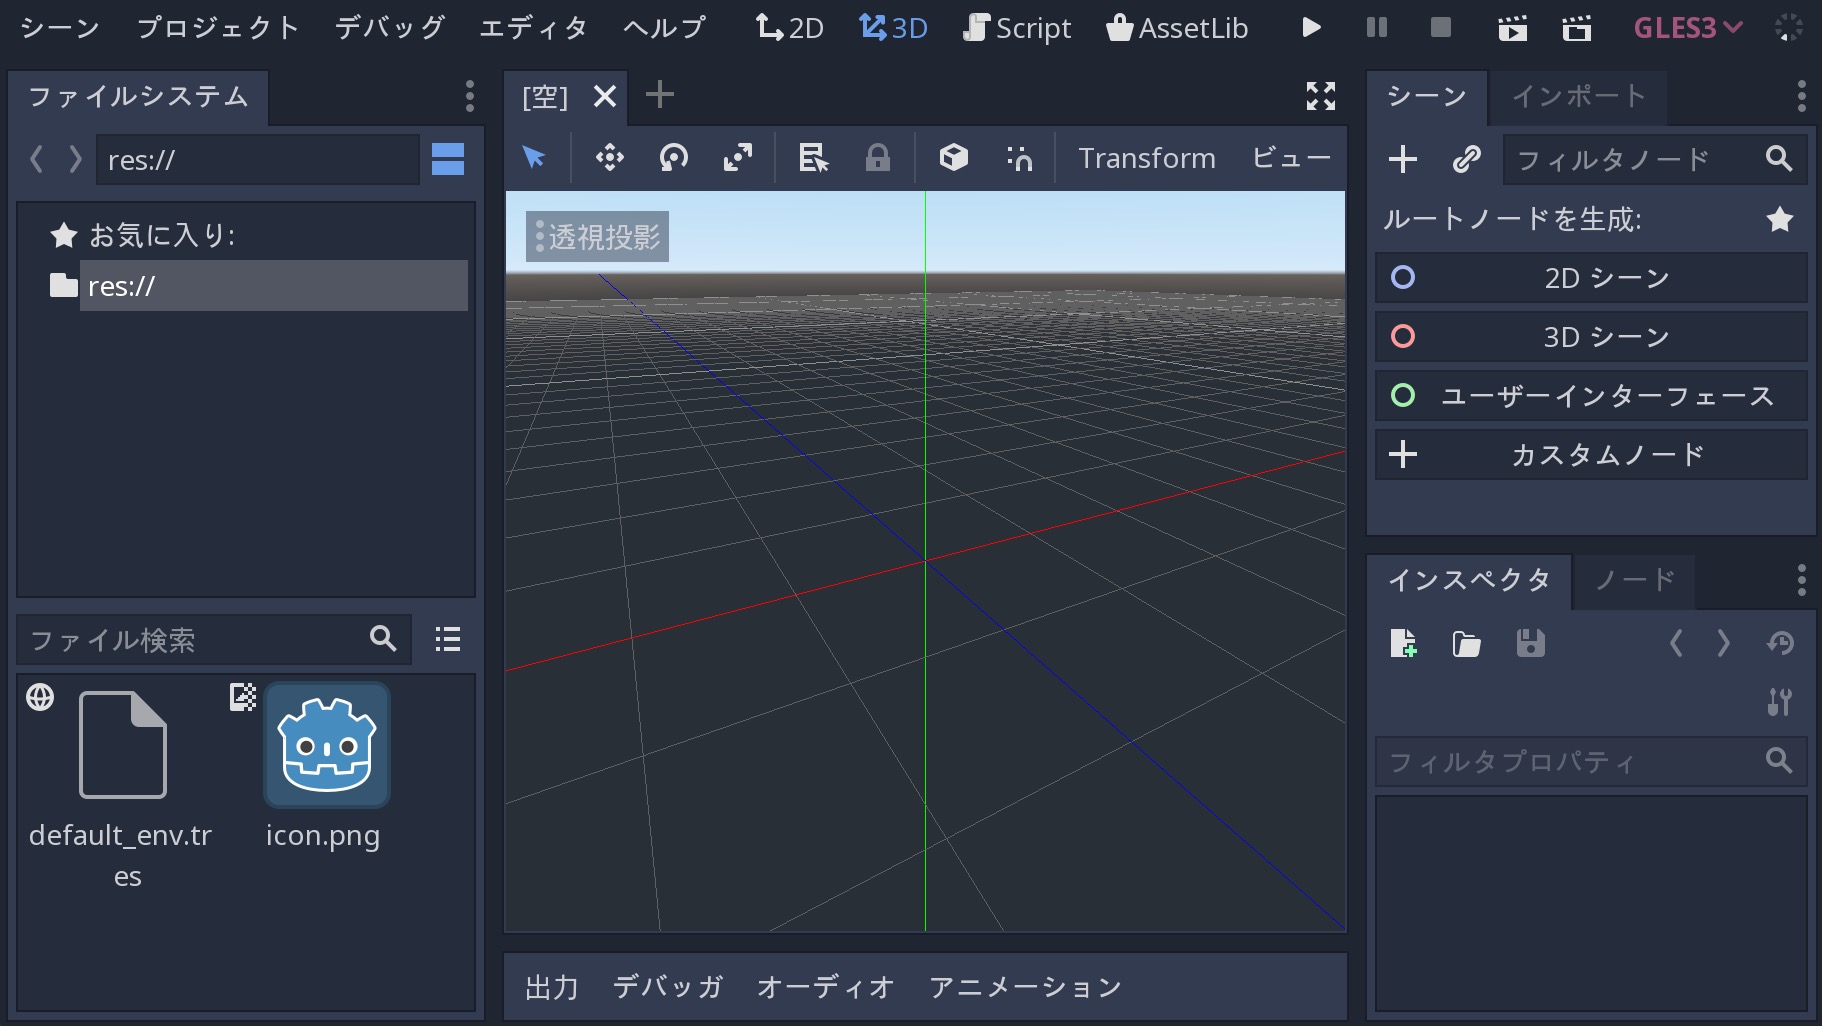 シーン プロジェクト デバッグ エディタ ヘルプ 2D 3D Script AssetLib GLES3
ファイルシステム
res://
お気に入り:
res://
ファイル検索
default_env.tr
es
icon.png
[空]
Transform ビュー
透視投影
出力 デバッガ オーディオ アニメーション
シーン インポート
フィルタノード
ルートノードを生成:
2D シーン
3D シーン
ユーザーインターフェース
カスタムノード
インスペクタ ノード
フィルタプロパティ